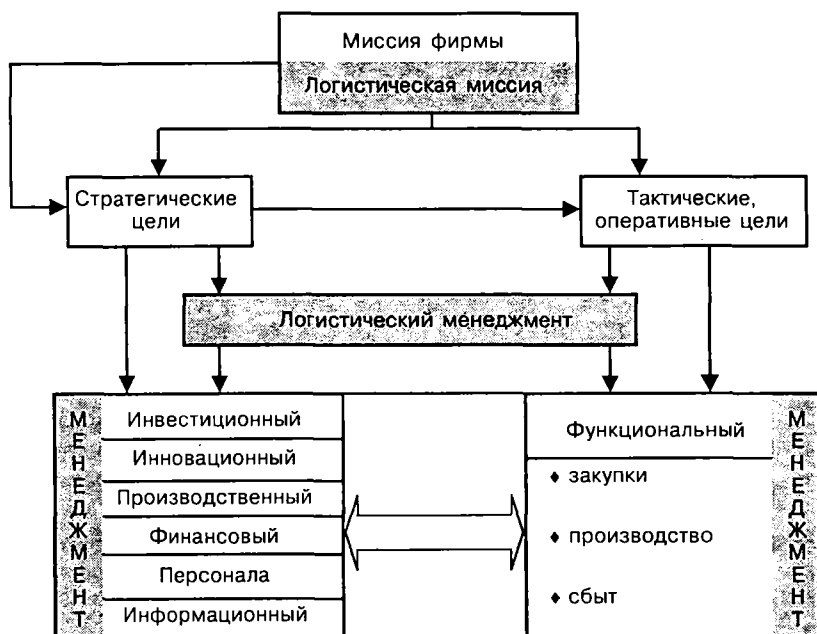 Миссия фирмы
Логистическая миссия
Стратегические
цели
Тактические,
оперативные цели
Логистический менеджмент
МЕНЕДЖМЕНТ
Инвестиционный
Инновационный
Производственный
Финансовый
Персонала
Информационный
Функциональный
♦ закупки
♦ производство
♦ сбыт
МЕНЕДЖМЕНТ